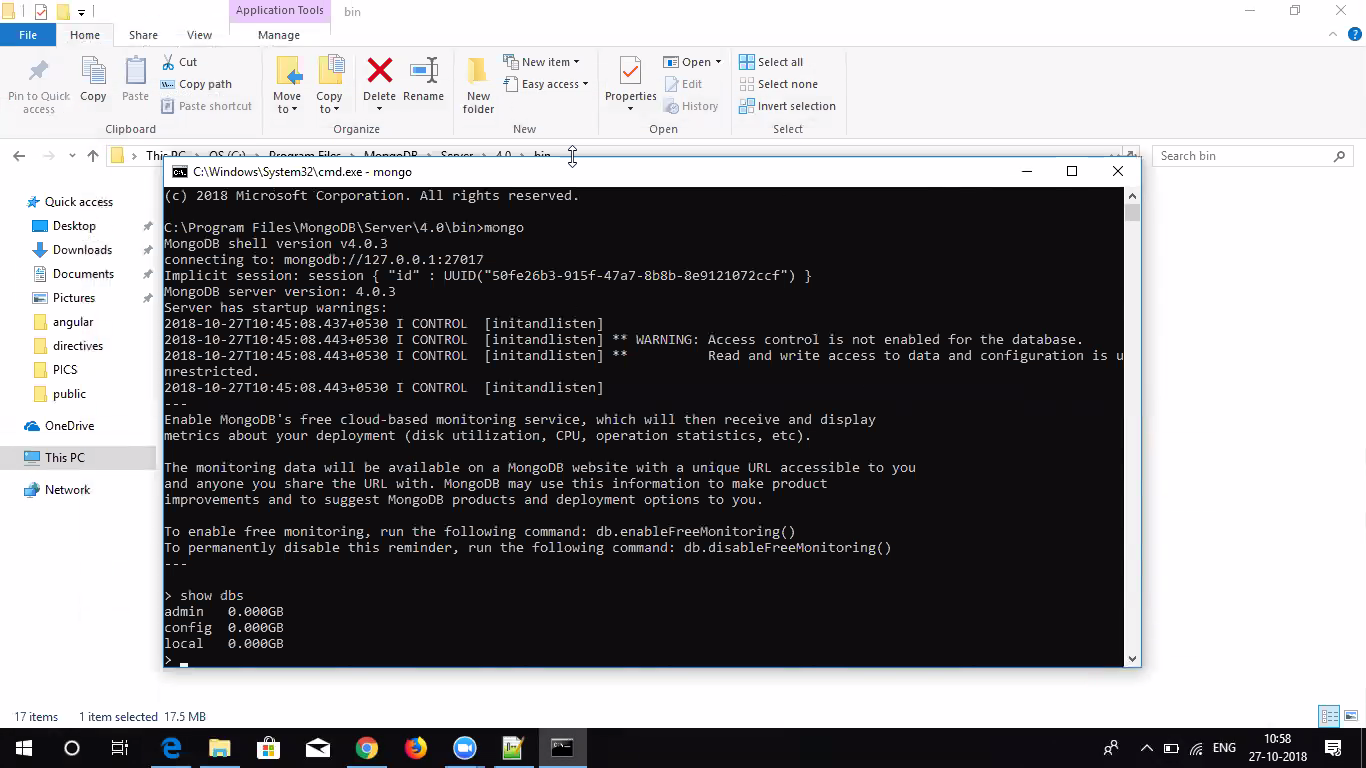 Application Tools
bin
File
Home
Share
View
Manage
Pin to Quick access
Copy
Paste
Cut
Copy path
Paste shortcut
Clipboard
Move to
Copy to
Delete
Rename
Organize
New folder
New item
Easy access
New
Properties
Open
Edit
History
Open
Select all
Select none
Invert selection
Select
This PC
OS (C:)
Program Files
MongoDB
Server
4.0
bin
Search bin
Quick access
Desktop
Downloads
Documents
Pictures
angular
directives
PICS
public
OneDrive
This PC
Network
C:\Windows\System32\cmd.exe - mongo
(c) 2018 Microsoft Corporation. All rights reserved.
C:\Program Files\MongoDB\Server\4.0\bin>mongo
MongoDB shell version v4.0.3
connecting to: mongodb://127.0.0.1:27017
Implicit session: session { "id" : UUID("50fe26b3-915f-47a7-8b8b-8e9121072ccf") }
MongoDB server version: 4.0.3
Server has startup warnings:
2018-10-27T10:45:08.437+0530 I CONTROL  [initandlisten]
2018-10-27T10:45:08.443+0530 I CONTROL  [initandlisten] ** WARNING: Access control is not enabled for the database.
2018-10-27T10:45:08.443+0530 I CONTROL  [initandlisten] **          Read and write access to data and configuration is u
nrestricted.
2018-10-27T10:45:08.443+0530 I CONTROL  [initandlisten]
---
Enable MongoDB's free cloud-based monitoring service, which will then receive and display
metrics about your deployment (disk utilization, CPU, operation statistics, etc).
The monitoring data will be available on a MongoDB website with a unique URL accessible to you
and anyone you share the URL with. MongoDB may use this information to make product
improvements and to suggest MongoDB products and deployment options to you.
To enable free monitoring, run the following command: db.enableFreeMonitoring()
To permanently disable this reminder, run the following command: db.disableFreeMonitoring()
---
> show dbs
admin   0.000GB
config  0.000GB
local   0.000GB
>
17 items
1 item selected  17.5 MB
ENG
10:58
27-10-2018